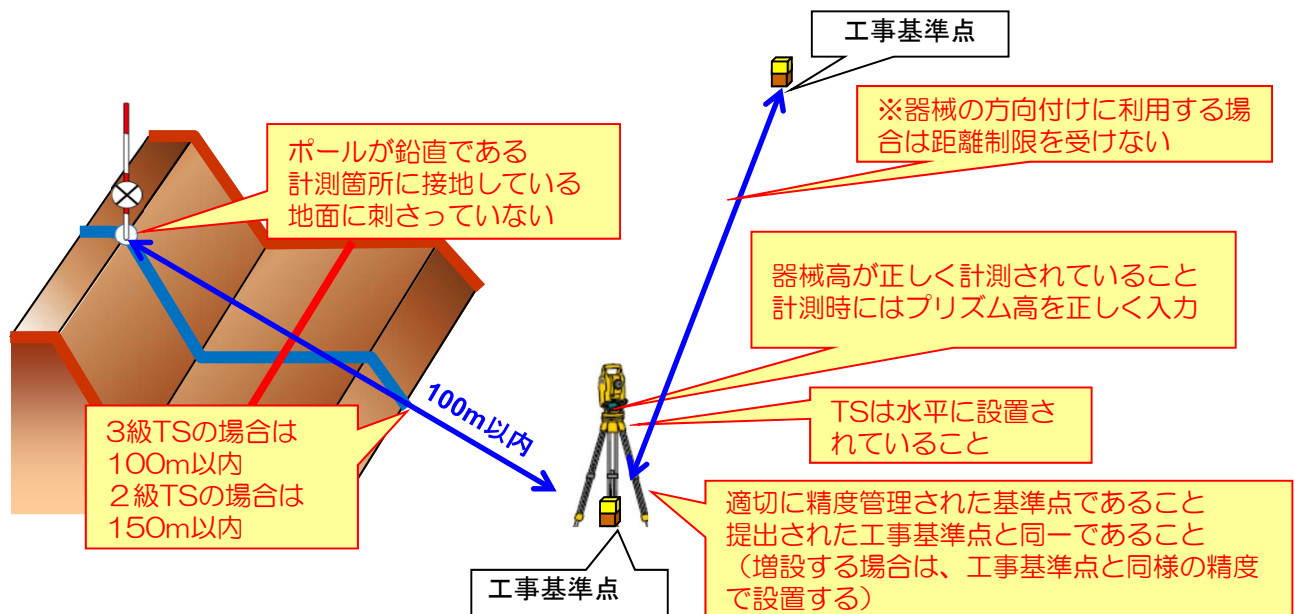 工事基準点
※器械の方向付けに利用する場
合は距離制限を受けない
ポールが鉛直である
計測箇所に接地している
地面に刺さっていない
器械高が正しく計測されていること
計測時にはプリズム高を正しく入力
100m以内
TSは水平に設置さ
れていること
3級TSの場合は
100m以内
2級TSの場合は
150m以内
適切に精度管理された基準点であること
提出された工事基準点と同一であること
（増設する場合は、工事基準点と同様の精度
で設置する）
工事基準点